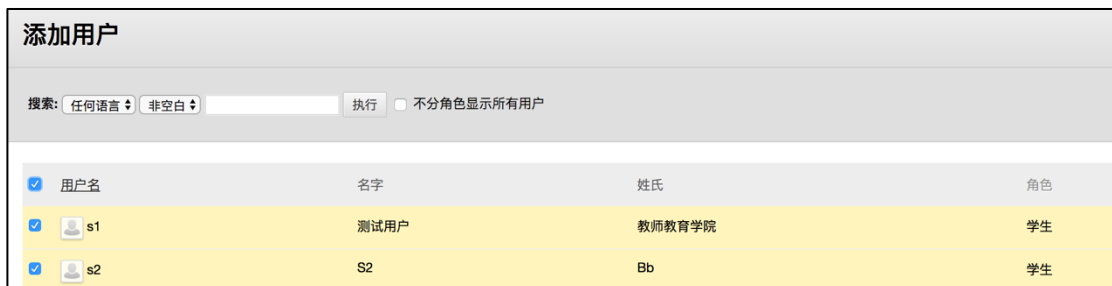 添加用户
搜索: 任何语言 非空白 执行 不分角色显示所有用户
用户名 名字 姓氏 角色
s1 测试用户 教师教育学院 学生
s2 S2 Bb 学生